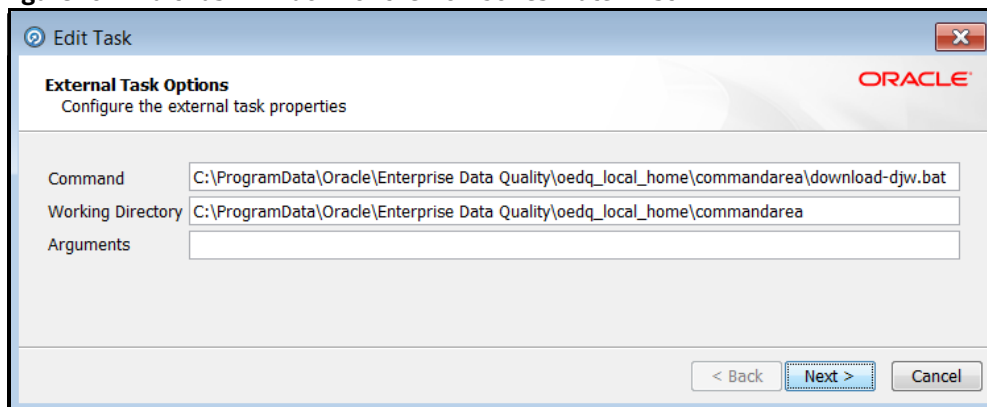 Edit Task
External Task Options
ORACLE
Configure the external task properties
Command C:\ProgramData\Oracle\Enterprise Data Quality\oedq_local_home\commandarea\download-djw.bat
Working Directory C:\ProgramData\Oracle\Enterprise Data Quality\oedq_local_home\commandarea
Arguments
< Back Next > Cancel